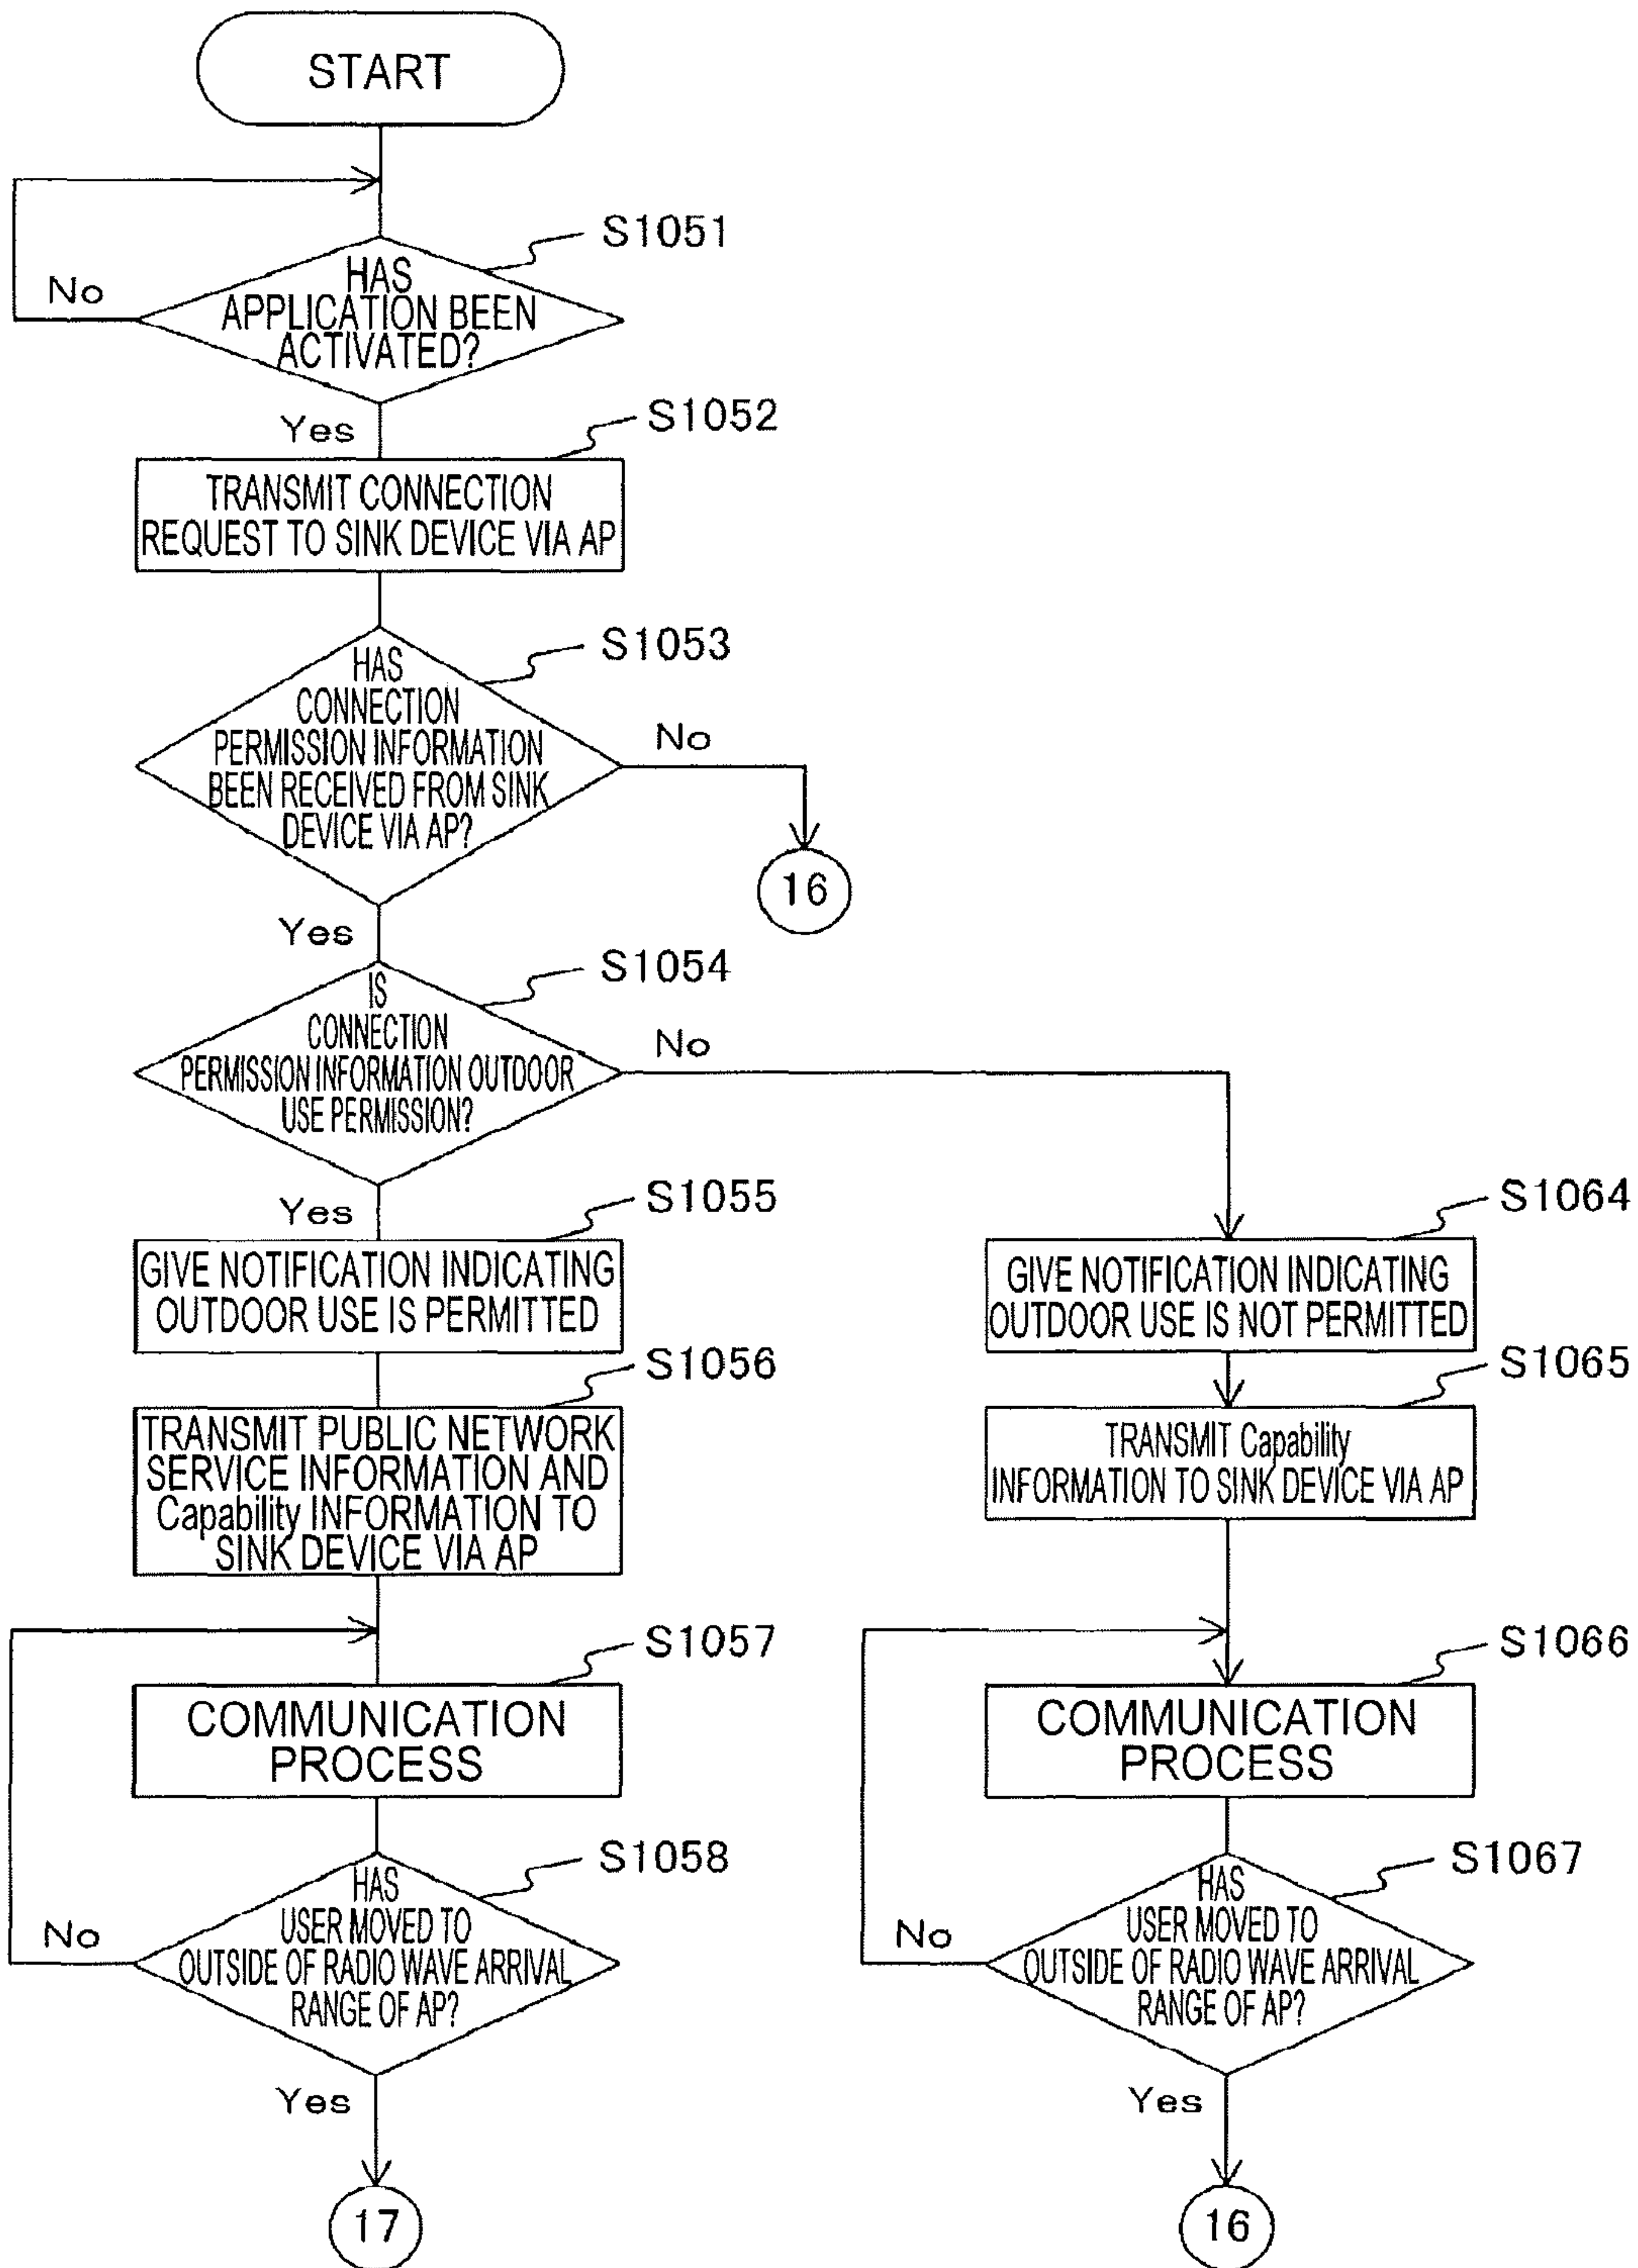 START
S1051
HAS
APPLICATION BEEN
ACTIVATED?
No
Yes
S1052
TRANSMIT CONNECTION
REQUEST TO SINK DEVICE VIA AP
S1053
HAS
CONNECTION
PERMISSION INFORMATION
BEEN RECEIVED FROM SINK
DEVICE VIA AP?
No
16
Yes
S1054
IS
CONNECTION
PERMISSION INFORMATION OUTDOOR
USE PERMISSION?
No
Yes
S1055
GIVE NOTIFICATION INDICATING
OUTDOOR USE IS PERMITTED
S1056
TRANSMIT PUBLIC NETWORK
SERVICE INFORMATION AND
Capability INFORMATION TO
SINK DEVICE VIA AP
S1057
COMMUNICATION
PROCESS
S1058
HAS
USER MOVED TO
OUTSIDE OF RADIO WAVE ARRIVAL
RANGE OF AP?
No
Yes
17
S1064
GIVE NOTIFICATION INDICATING
OUTDOOR USE IS NOT PERMITTED
S1065
TRANSMIT Capability
INFORMATION TO SINK DEVICE VIA AP
S1066
COMMUNICATION
PROCESS
S1067
HAS
USER MOVED TO
OUTSIDE OF RADIO WAVE ARRIVAL
RANGE OF AP?
No
Yes
16